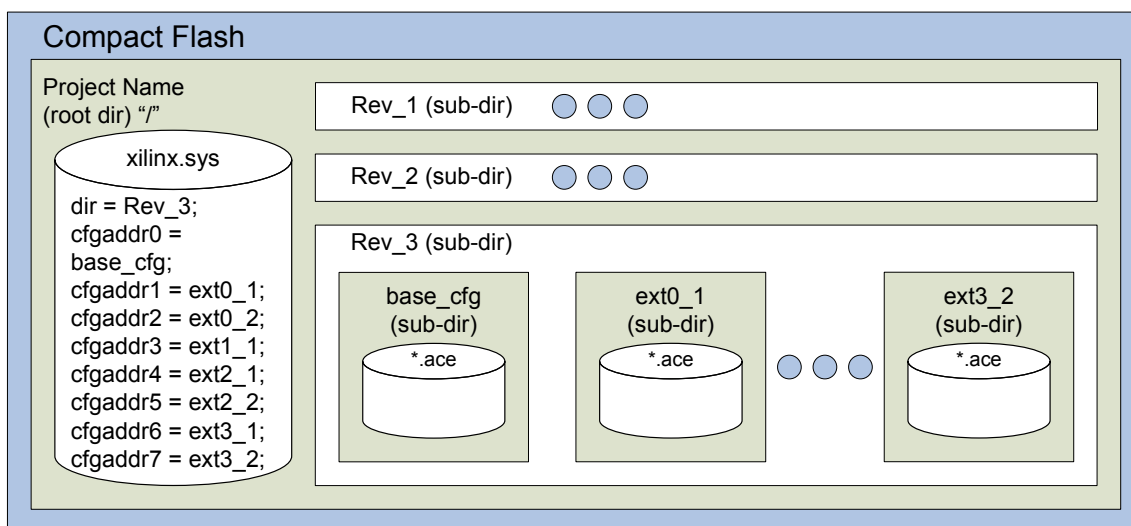 Compact Flash
Project Name
(root dir) “/”
xilinx.sys
dir = Rev_3;
cfgaddr0 =
base_cfg;
cfgaddr1 = ext0_1;
cfgaddr2 = ext0_2;
cfgaddr3 = ext1_1;
cfgaddr4 = ext2_1;
cfgaddr5 = ext2_2;
cfgaddr6 = ext3_1;
cfgaddr7 = ext3_2;
Rev_1 (sub-dir)
Rev_2 (sub-dir)
Rev_3 (sub-dir)
base_cfg
(sub-dir)
*.ace
ext0_1
(sub-dir)
*.ace
ext3_2
(sub-dir)
*.ace